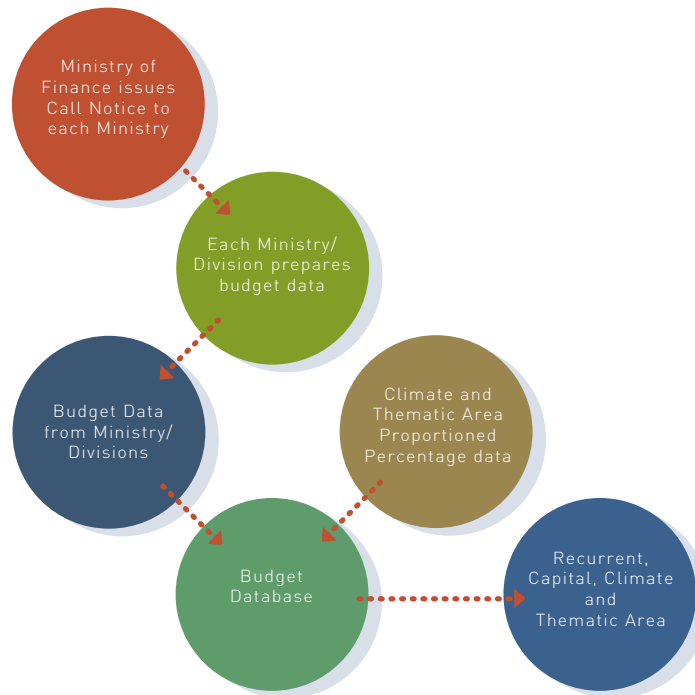 Ministry of
Finance issues
Call Notice to
each Ministry
Each Ministry/
Division prepares
budget data
Budget Data
from Ministry/
Divisions
Climate and
Thematic Area
Proportioned
Percentage data
Budget
Database
Recurrent,
Capital, Climate
and
Thematic Area